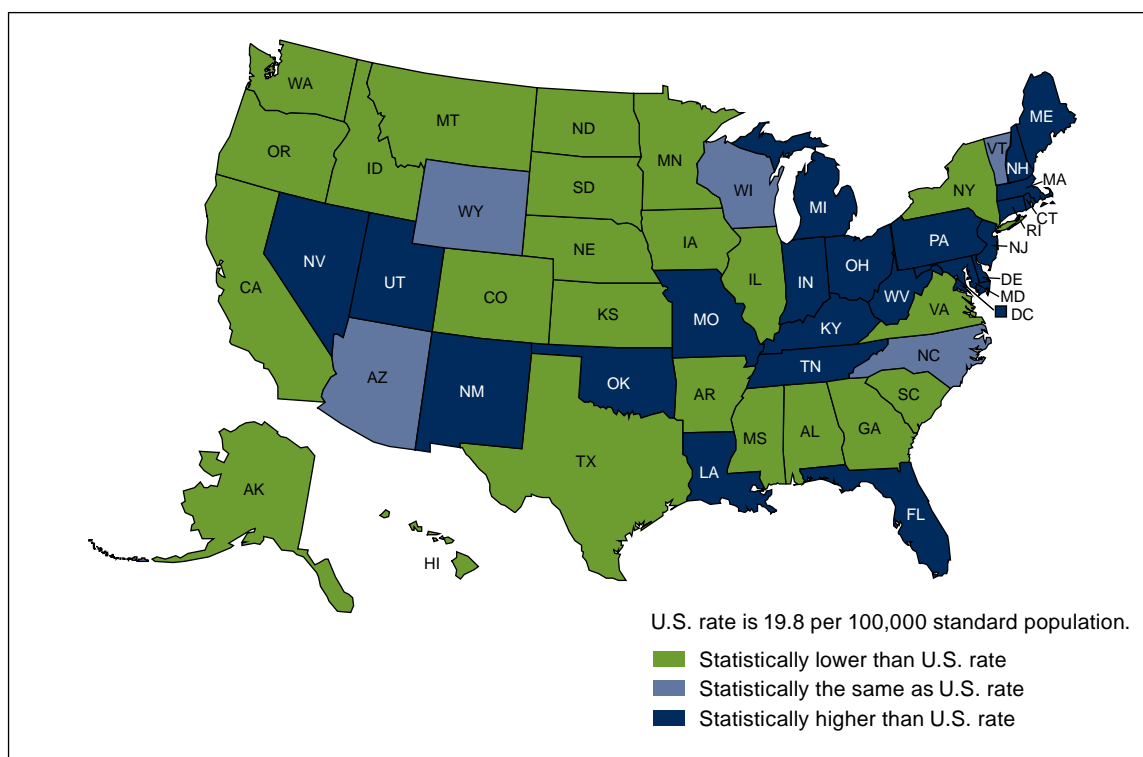 WA
MT
ND
MN
ME
VT
NH
OR
ID
SD
WI
NY
MA
WY
MI
CT
RI
IA
PA
NJ
NE
NV
UT
OH
IN
IL
DE
CA
CO
WV
MD
KS
MO
VA
DC
KY
NC
TN
AZ
OK
NM
AR
SC
MS
AL
GA
TX
LA
AK
FL
HI
U.S. rate is 19.8 per 100,000 standard population.
Statistically lower than U.S. rate
Statistically the same as U.S. rate
Statistically higher than U.S. rate